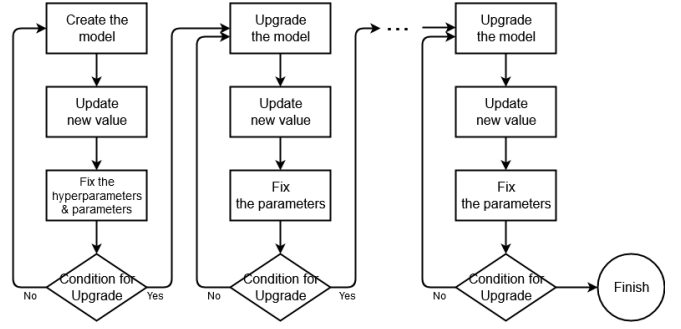 Create the
model
Update
new value
Fix the
hyperparameters
& parameters
Condition for
Upgrade
No
Yes
Upgrade
the model
Update
new value
Fix
the parameters
Condition for
Upgrade
No
Yes
...
Upgrade
the model
Update
new value
Fix
the parameters
Condition for
Upgrade
No
Finish